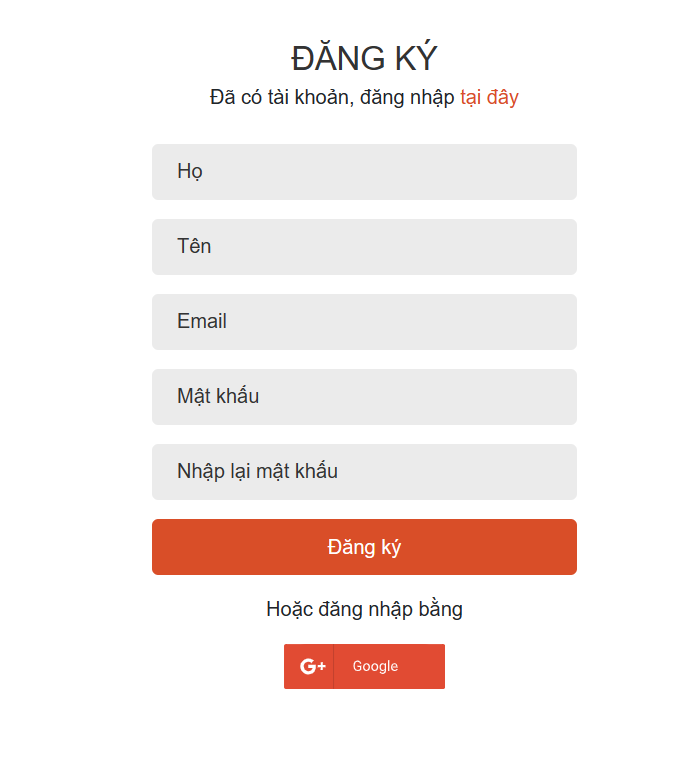 ĐĂNG KÝ
Đã có tài khoản, đăng nhập tại đây
Họ
Tên
Email
Mật khẩu
Nhập lại mật khẩu
Đăng ký
Hoặc đăng nhập bằng
G+ Google